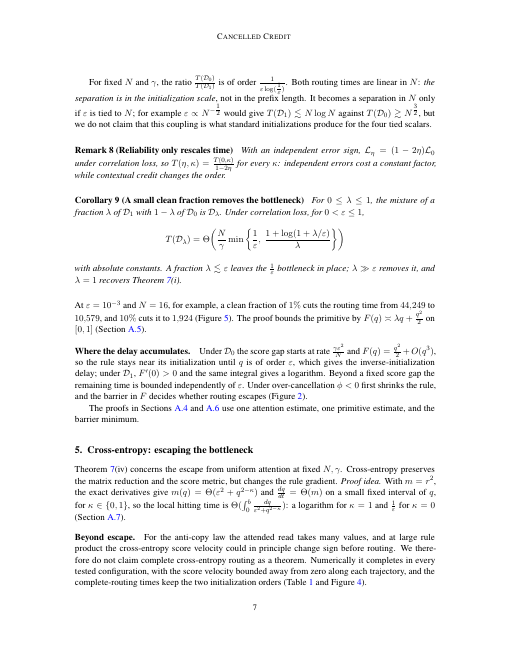 CANCELLED CREDIT
For fixed N and γ, the ratio T(D₀)/T(D₁) is of order 1/(ε log(1/ε)). Both routing times are linear in N: the
separation is in the initialization scale, not in the prefix length. It becomes a separation in N only
if ε is tied to N; for example ε ∝ N^{-1/2} would give T(D₁) ≲ N log N against T(D₀) ≳ N^{3/2}, but
we do not claim that this coupling is what standard initializations produce for the four tied scalars.
Remark 8 (Reliability only rescales time) With an independent error sign, L_η = (1 − 2η)L₀
under correlation loss, so T(η, κ) = T(0,κ)/(1−2η) for every κ: independent errors cost a constant factor,
while contextual credit changes the order.
Corollary 9 (A small clean fraction removes the bottleneck) For 0 ≤ λ ≤ 1, the mixture of a
fraction λ of D₁ with 1 − λ of D₀ is D_λ. Under correlation loss, for 0 < ε ≤ 1,
T(D_λ) = Θ(N/γ min{1/ε, (1 + log(1 + λ/ε))/λ})
with absolute constants. A fraction λ ≲ ε leaves the 1/ε bottleneck in place; λ ≫ ε removes it, and
λ = 1 recovers Theorem 7(i).
At ε = 10⁻³ and N = 16, for example, a clean fraction of 1% cuts the routing time from 44,249 to
10,579, and 10% cuts it to 1,924 (Figure 5). The proof bounds the primitive by F(q) ≍ λq + q²/2 on
[0, 1] (Section A.5).
Where the delay accumulates. Under D₀ the score gap starts at rate γε²/N and F(q) = q²/2 + O(q³),
so the rule stays near its initialization until q is of order ε, which gives the inverse-initialization
delay; under D₁, F′(0) > 0 and the same integral gives a logarithm. Beyond a fixed score gap the
remaining time is bounded independently of ε. Under over-cancellation ϕ < 0 first shrinks the rule,
and the barrier in F decides whether routing escapes (Figure 2).
The proofs in Sections A.4 and A.6 use one attention estimate, one primitive estimate, and the
barrier minimum.
5. Cross-entropy: escaping the bottleneck
Theorem 7(iv) concerns the escape from uniform attention at fixed N, γ. Cross-entropy preserves
the matrix reduction and the score metric, but changes the rule gradient. Proof idea. With m = r²,
the exact derivatives give m(q) = Θ(ε² + q^{2−κ}) and dq/dt = Θ(m) on a small fixed interval of q,
for κ ∈ {0, 1}, so the local hitting time is Θ(∫₀^b dq/(ε²+q^{2−κ})): a logarithm for κ = 1 and 1/ε for κ = 0
(Section A.7).
Beyond escape. For the anti-copy law the attended read takes many values, and at large rule
product the cross-entropy score velocity could in principle change sign before routing. We there-
fore do not claim complete cross-entropy routing as a theorem. Numerically it completes in every
tested configuration, with the score velocity bounded away from zero along each trajectory, and the
complete-routing times keep the two initialization orders (Table 1 and Figure 4).
7